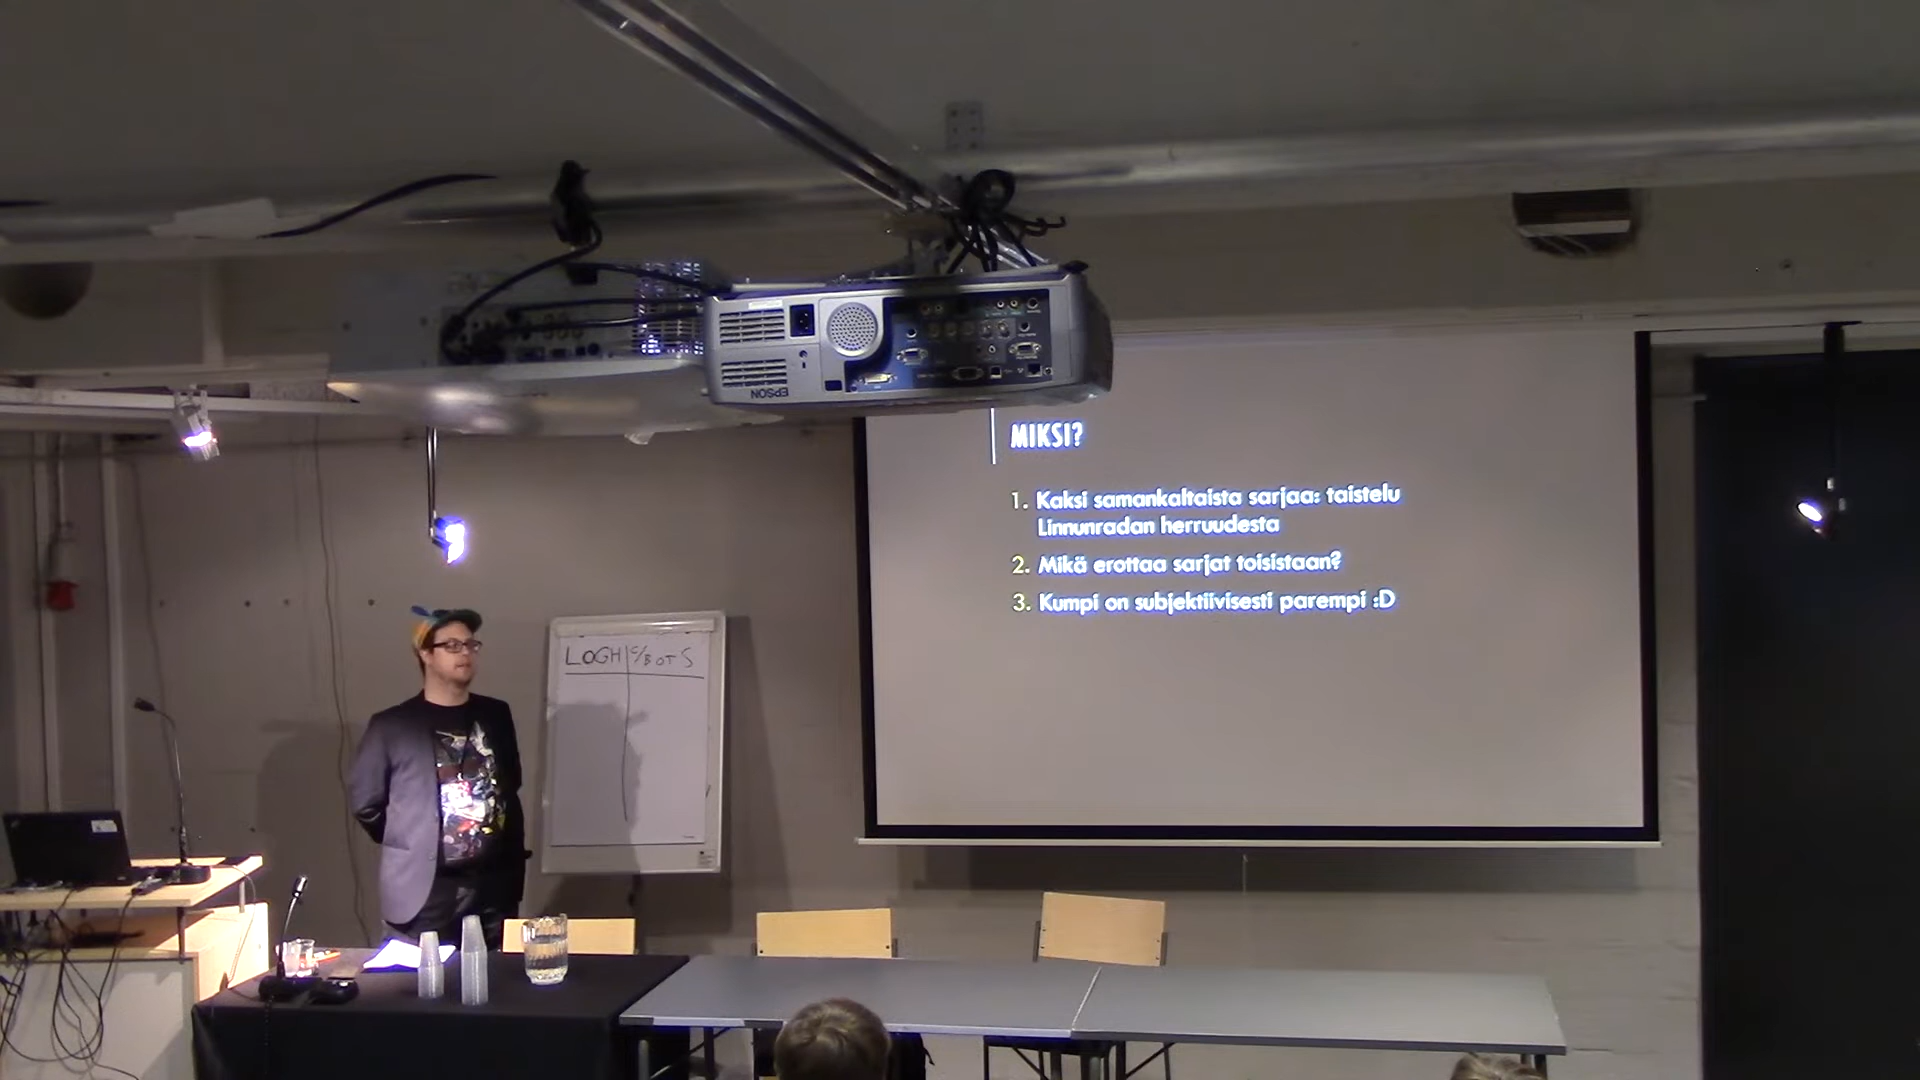 EPSON
MIKSI?
1. Kaksi samankaltaista sarjaa: taistelu
Linnunradan herruudesta
2. Mikä erottaa sarjat toisistaan?
3. Kumpi on subjektiivisesti parempi :D
LOGH C/BOTS